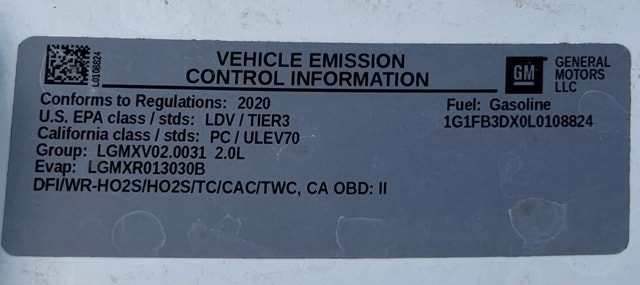 L0108824
VEHICLE EMISSION
CONTROL INFORMATION
GM
GENERAL
MOTORS
LLC
Conforms to Regulations: 2020
U.S. EPA class / stds: LDV / TIER3
California class / stds: PC / ULEV70
Group: LGMXV02.0031 2.0L
Evap: LGMXR013030B
DFI/WR-HO2S/HO2S/TC/CAC/TWC, CA OBD: II
Fuel: Gasoline
1G1FB3DX0L0108824